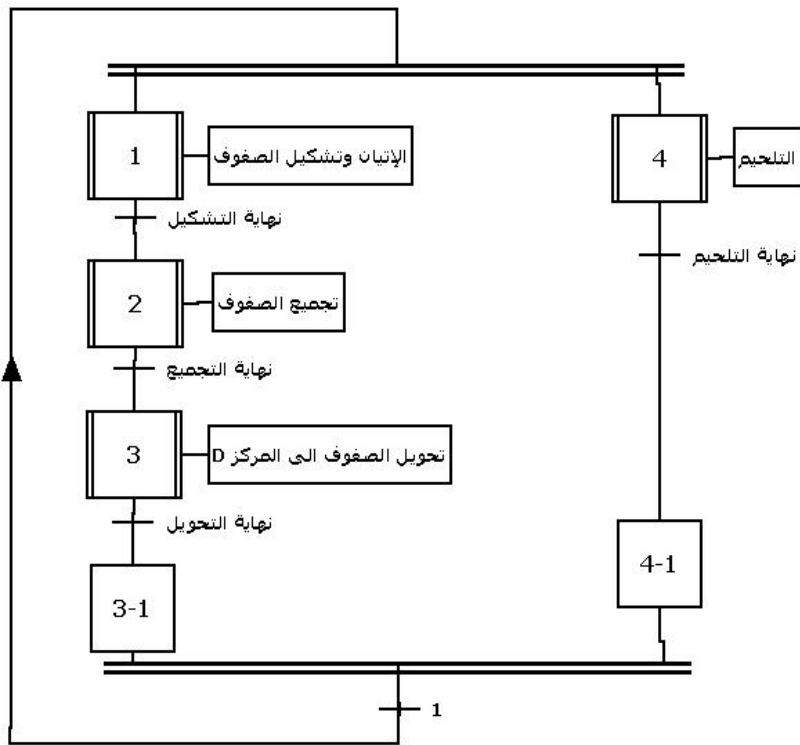 1
الإتيان وتشكيل الصفوف
4
التلحيم
نهاية التشكيل
نهاية التلحيم
2
تجميع الصفوف
نهاية التجميع
3
تحويل الصفوف الى المركز D
نهاية التحويل
4-1
3-1
1